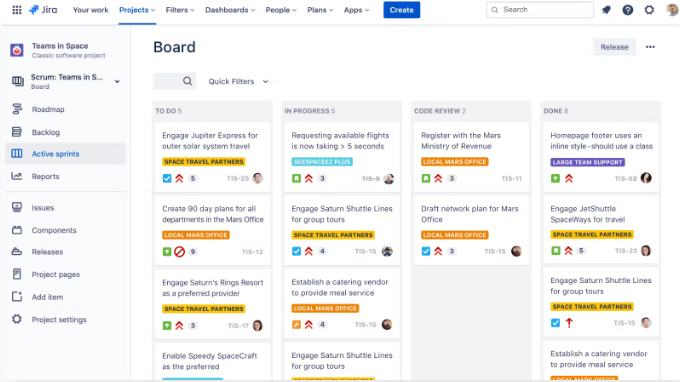 Jira
Your work
Projects
Filters
Dashboards
People
Plans
Apps
Create
Search
Teams in Space
Classic software project
Scrum: Teams in S...
Board
Roadmap
Backlog
Active sprints
Reports
Issues
Components
Releases
Project pages
Add item
Project settings
Board
Release
Quick Filters
TO DO 5
Engage Jupiter Express for
outer solar system travel
SPACE TRAVEL PARTNERS
5
TIS-25
Create 90 day plans for all
departments in the Mars Office
LOCAL MARS OFFICE
9
TIS-12
Engage Saturn's Rings Resort
as a preferred provider
SPACE TRAVEL PARTNERS
3
TIS-17
Enable Speedy SpaceCraft
as the preferred
IN PROGRESS 5
Requesting available flights
is now taking > 5 seconds
SEESPACEEZ PLUS
3
TIS-8
Engage Saturn Shuttle Lines
for group tours
SPACE TRAVEL PARTNERS
4
TIS-15
Establish a catering vendor
to provide meal service
LOCAL MARS OFFICE
4
TIS-15
Engage Saturn Shuttle Lines
for group tours
SPACE TRAVEL PARTNERS
CODE REVIEW 2
Register with the Mars
Ministry of Revenue
LOCAL MARS OFFICE
3
TIS-11
Draft network plan for Mars
Office
LOCAL MARS OFFICE
3
TIS-15
DONE 8
Homepage footer uses an
inline style - should use a class
LARGE TEAM SUPPORT
TIS-68
Engage JetShuttle
SpaceWays for travel
SPACE TRAVEL PARTNERS
5
TIS-23
Engage Saturn Shuttle Lines
for group tours
SPACE TRAVEL PARTNERS
TIS-15
Establish a catering vendor
to provide meal service
LOCAL MARS OFFICE